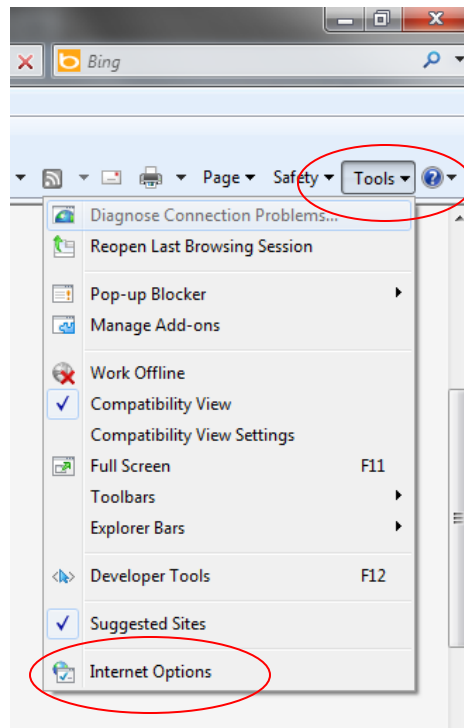 Bing
Page Safety Tools
Diagnose Connection Problems...
Reopen Last Browsing Session
Pop-up Blocker
Manage Add-ons
Work Offline
Compatibility View
Compatibility View Settings
Full Screen F11
Toolbars
Explorer Bars
Developer Tools F12
Suggested Sites
Internet Options